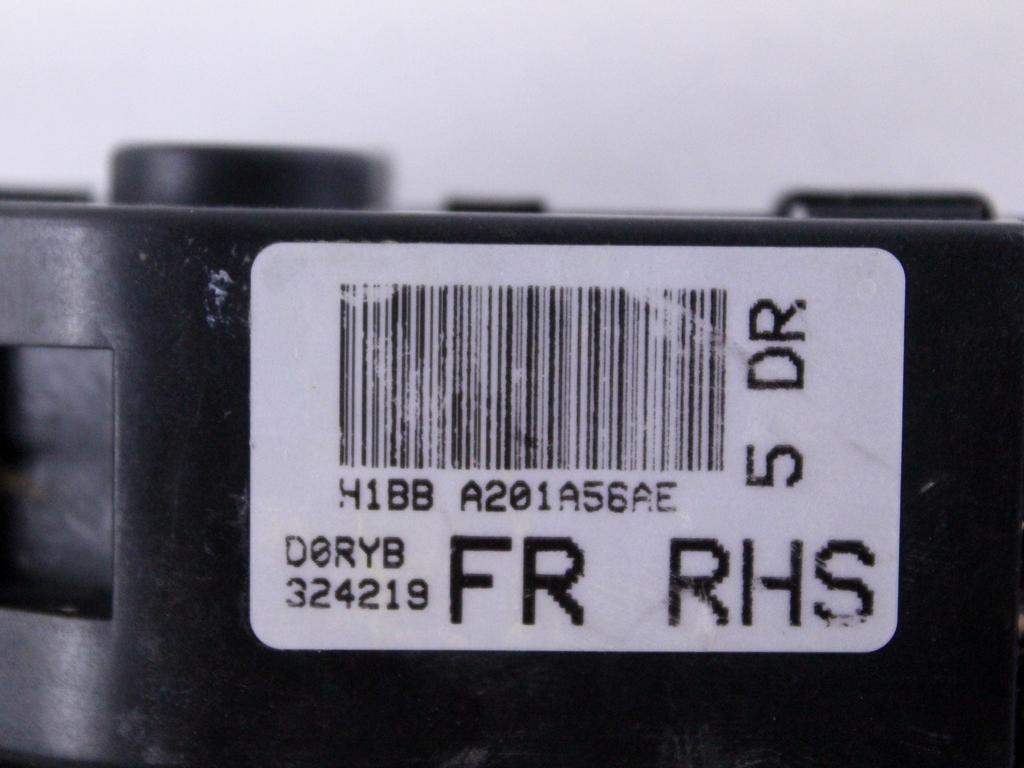 H1BB A201A56AE
5 DR
D0RYB
324219
FR RHS